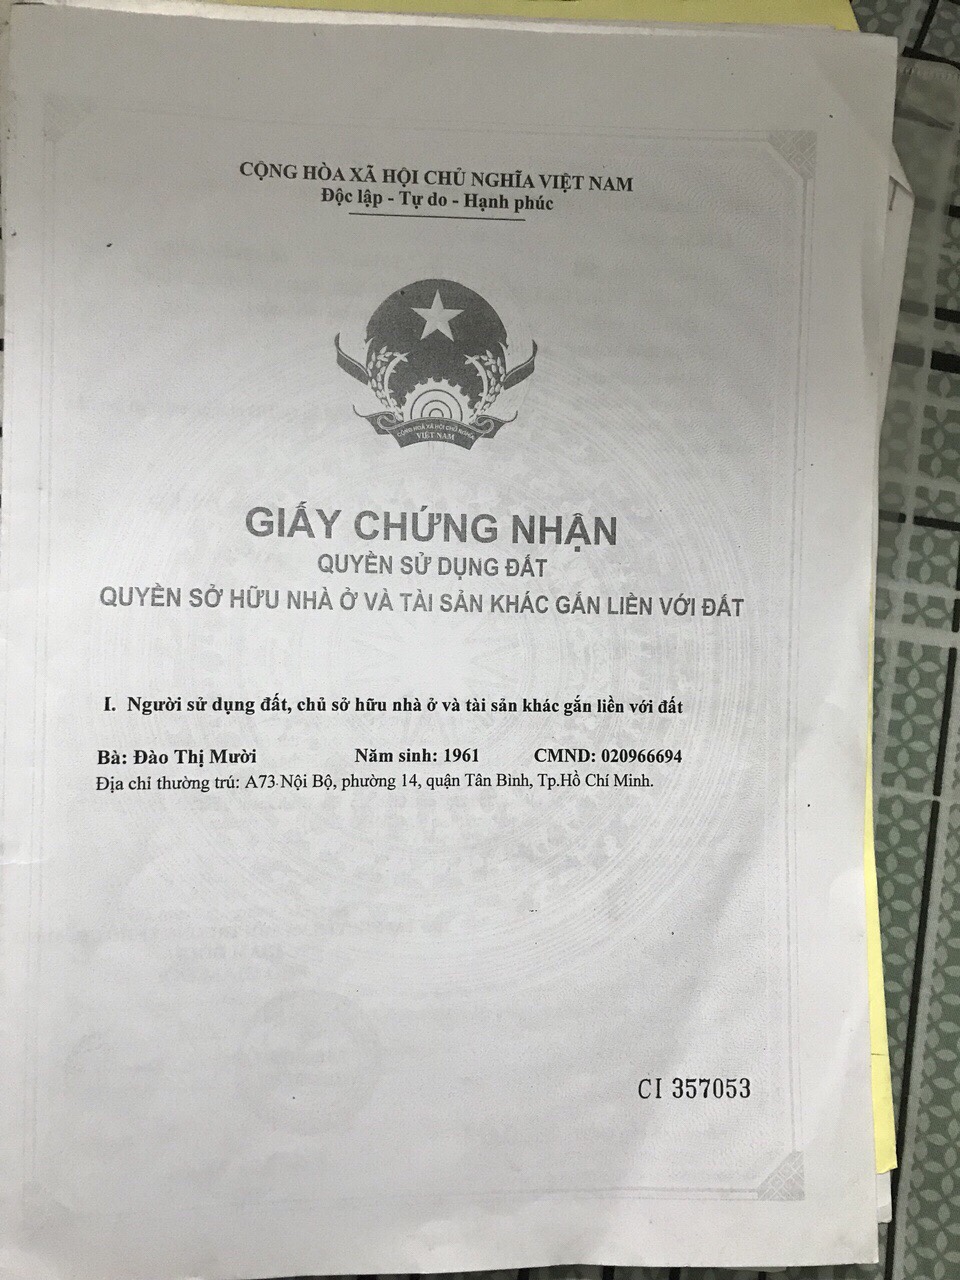 CỘNG HÒA XÃ HỘI CHỦ NGHĨA VIỆT NAM
Độc lập - Tự do - Hạnh phúc
CỘNG HOÀ XÃ HỘI CHỦ NGHĨA
VIỆT NAM
GIẤY CHỨNG NHẬN
QUYỀN SỬ DỤNG ĐẤT
QUYỀN SỞ HỮU NHÀ Ở VÀ TÀI SẢN KHÁC GẮN LIỀN VỚI ĐẤT
I. Người sử dụng đất, chủ sở hữu nhà ở và tài sản khác gắn liền với đất
Bà: Đào Thị Mười Năm sinh: 1961 CMND: 020966694
Địa chỉ thường trú: A73 Nội Bộ, phường 14, quận Tân Bình, Tp.Hồ Chí Minh.
CI 357053